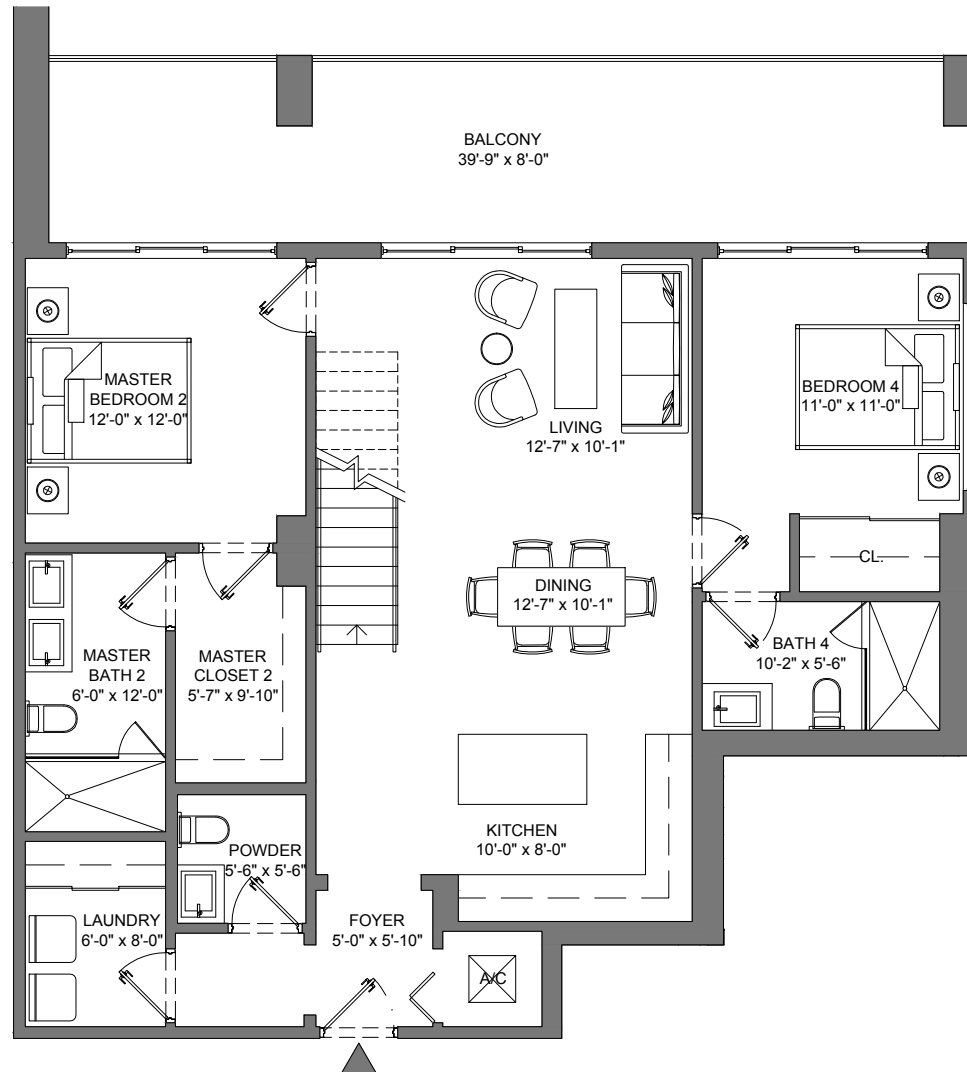 BALCONY
39'-9" x 8'-0"
MASTER
BEDROOM 2
12'-0" x 12'-0"
LIVING
12'-7" x 10'-1"
BEDROOM 4
11'-0" x 11'-0"
CL.
DINING
12'-7" x 10'-1"
MASTER
BATH 2
6'-0" x 12'-0"
MASTER
CLOSET 2
5'-7" x 9'-10"
BATH 4
10'-2" x 5'-6"
KITCHEN
10'-0" x 8'-0"
POWDER
5'-6" x 5'-6"
LAUNDRY
6'-0" x 8'-0"
FOYER
5'-0" x 5'-10"
A/C